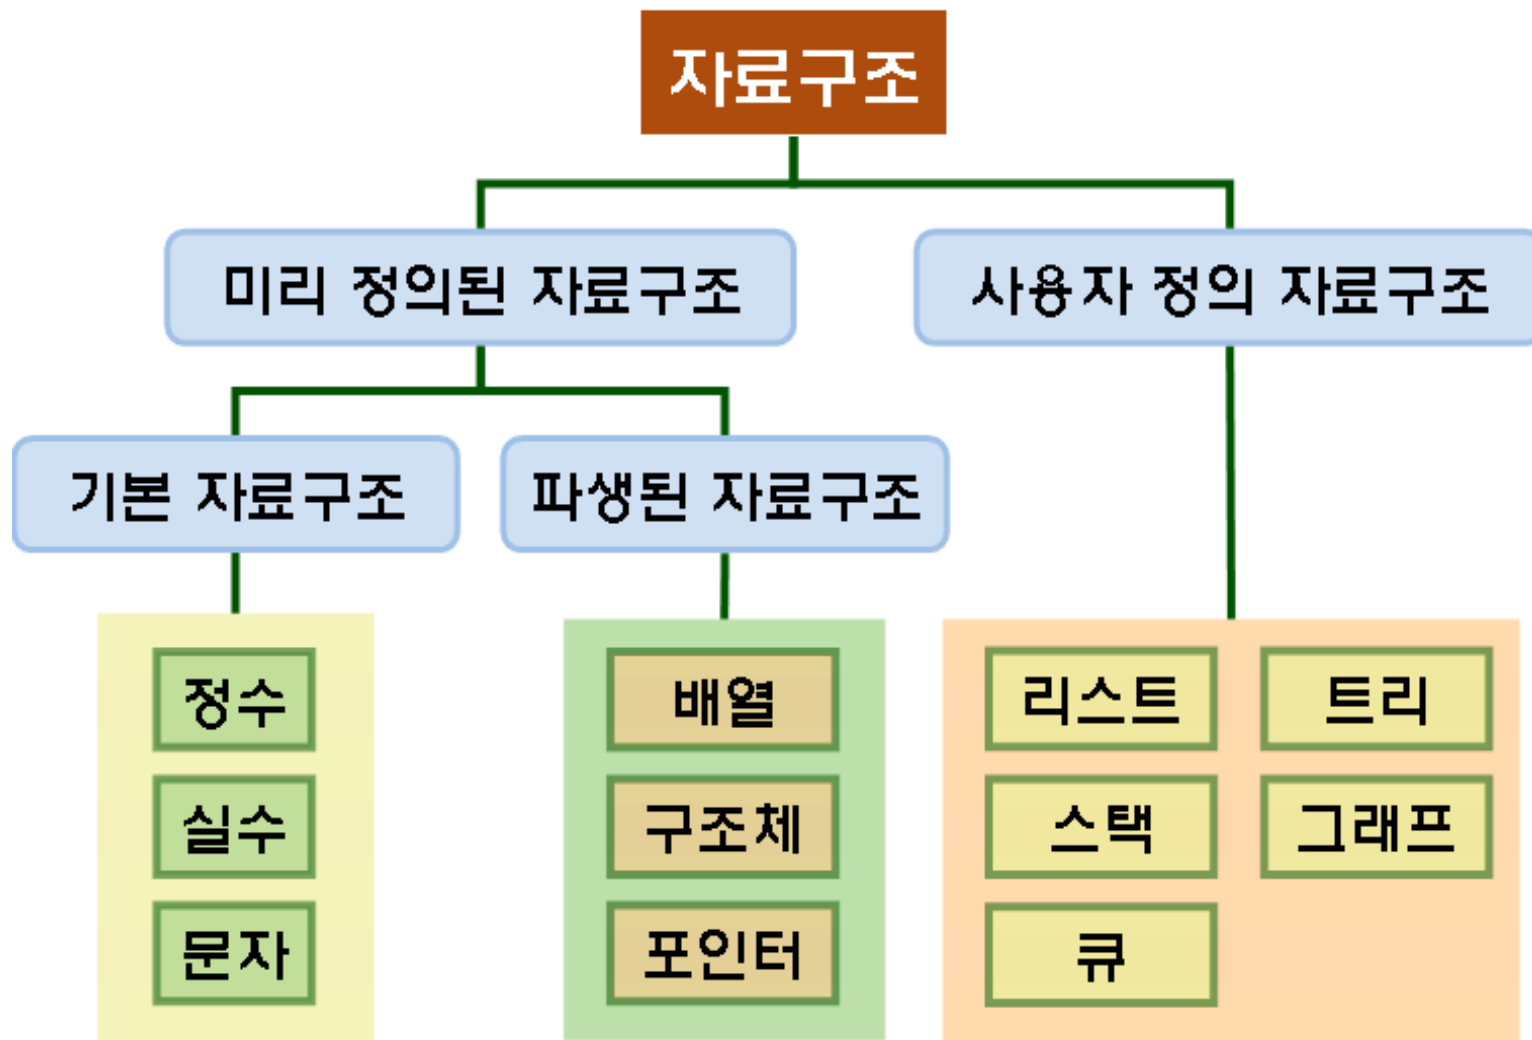 자료구조
미리 정의된 자료구조
사용자 정의 자료구조
기본 자료구조
파생된 자료구조
정수
실수
문자
배열
구조체
포인터
리스트
트리
스택
그래프
큐